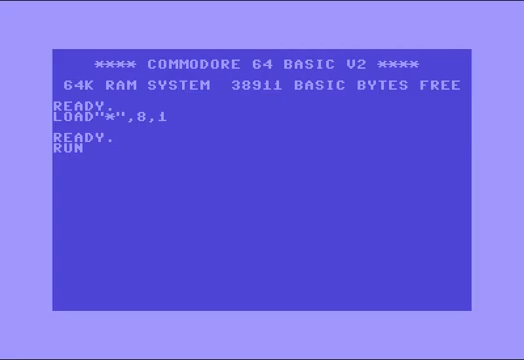 **** COMMODORE 64 BASIC V2 ****
64K RAM SYSTEM  38911 BASIC BYTES FREE
READY.
LOAD"*",8,1
READY.
RUN